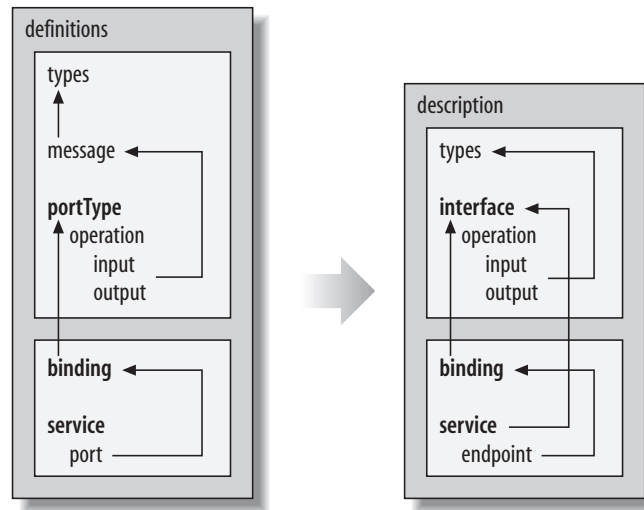 definitions
types
message
portType
operation
input
output
binding
service
port
description
types
interface
operation
input
output
binding
service
endpoint